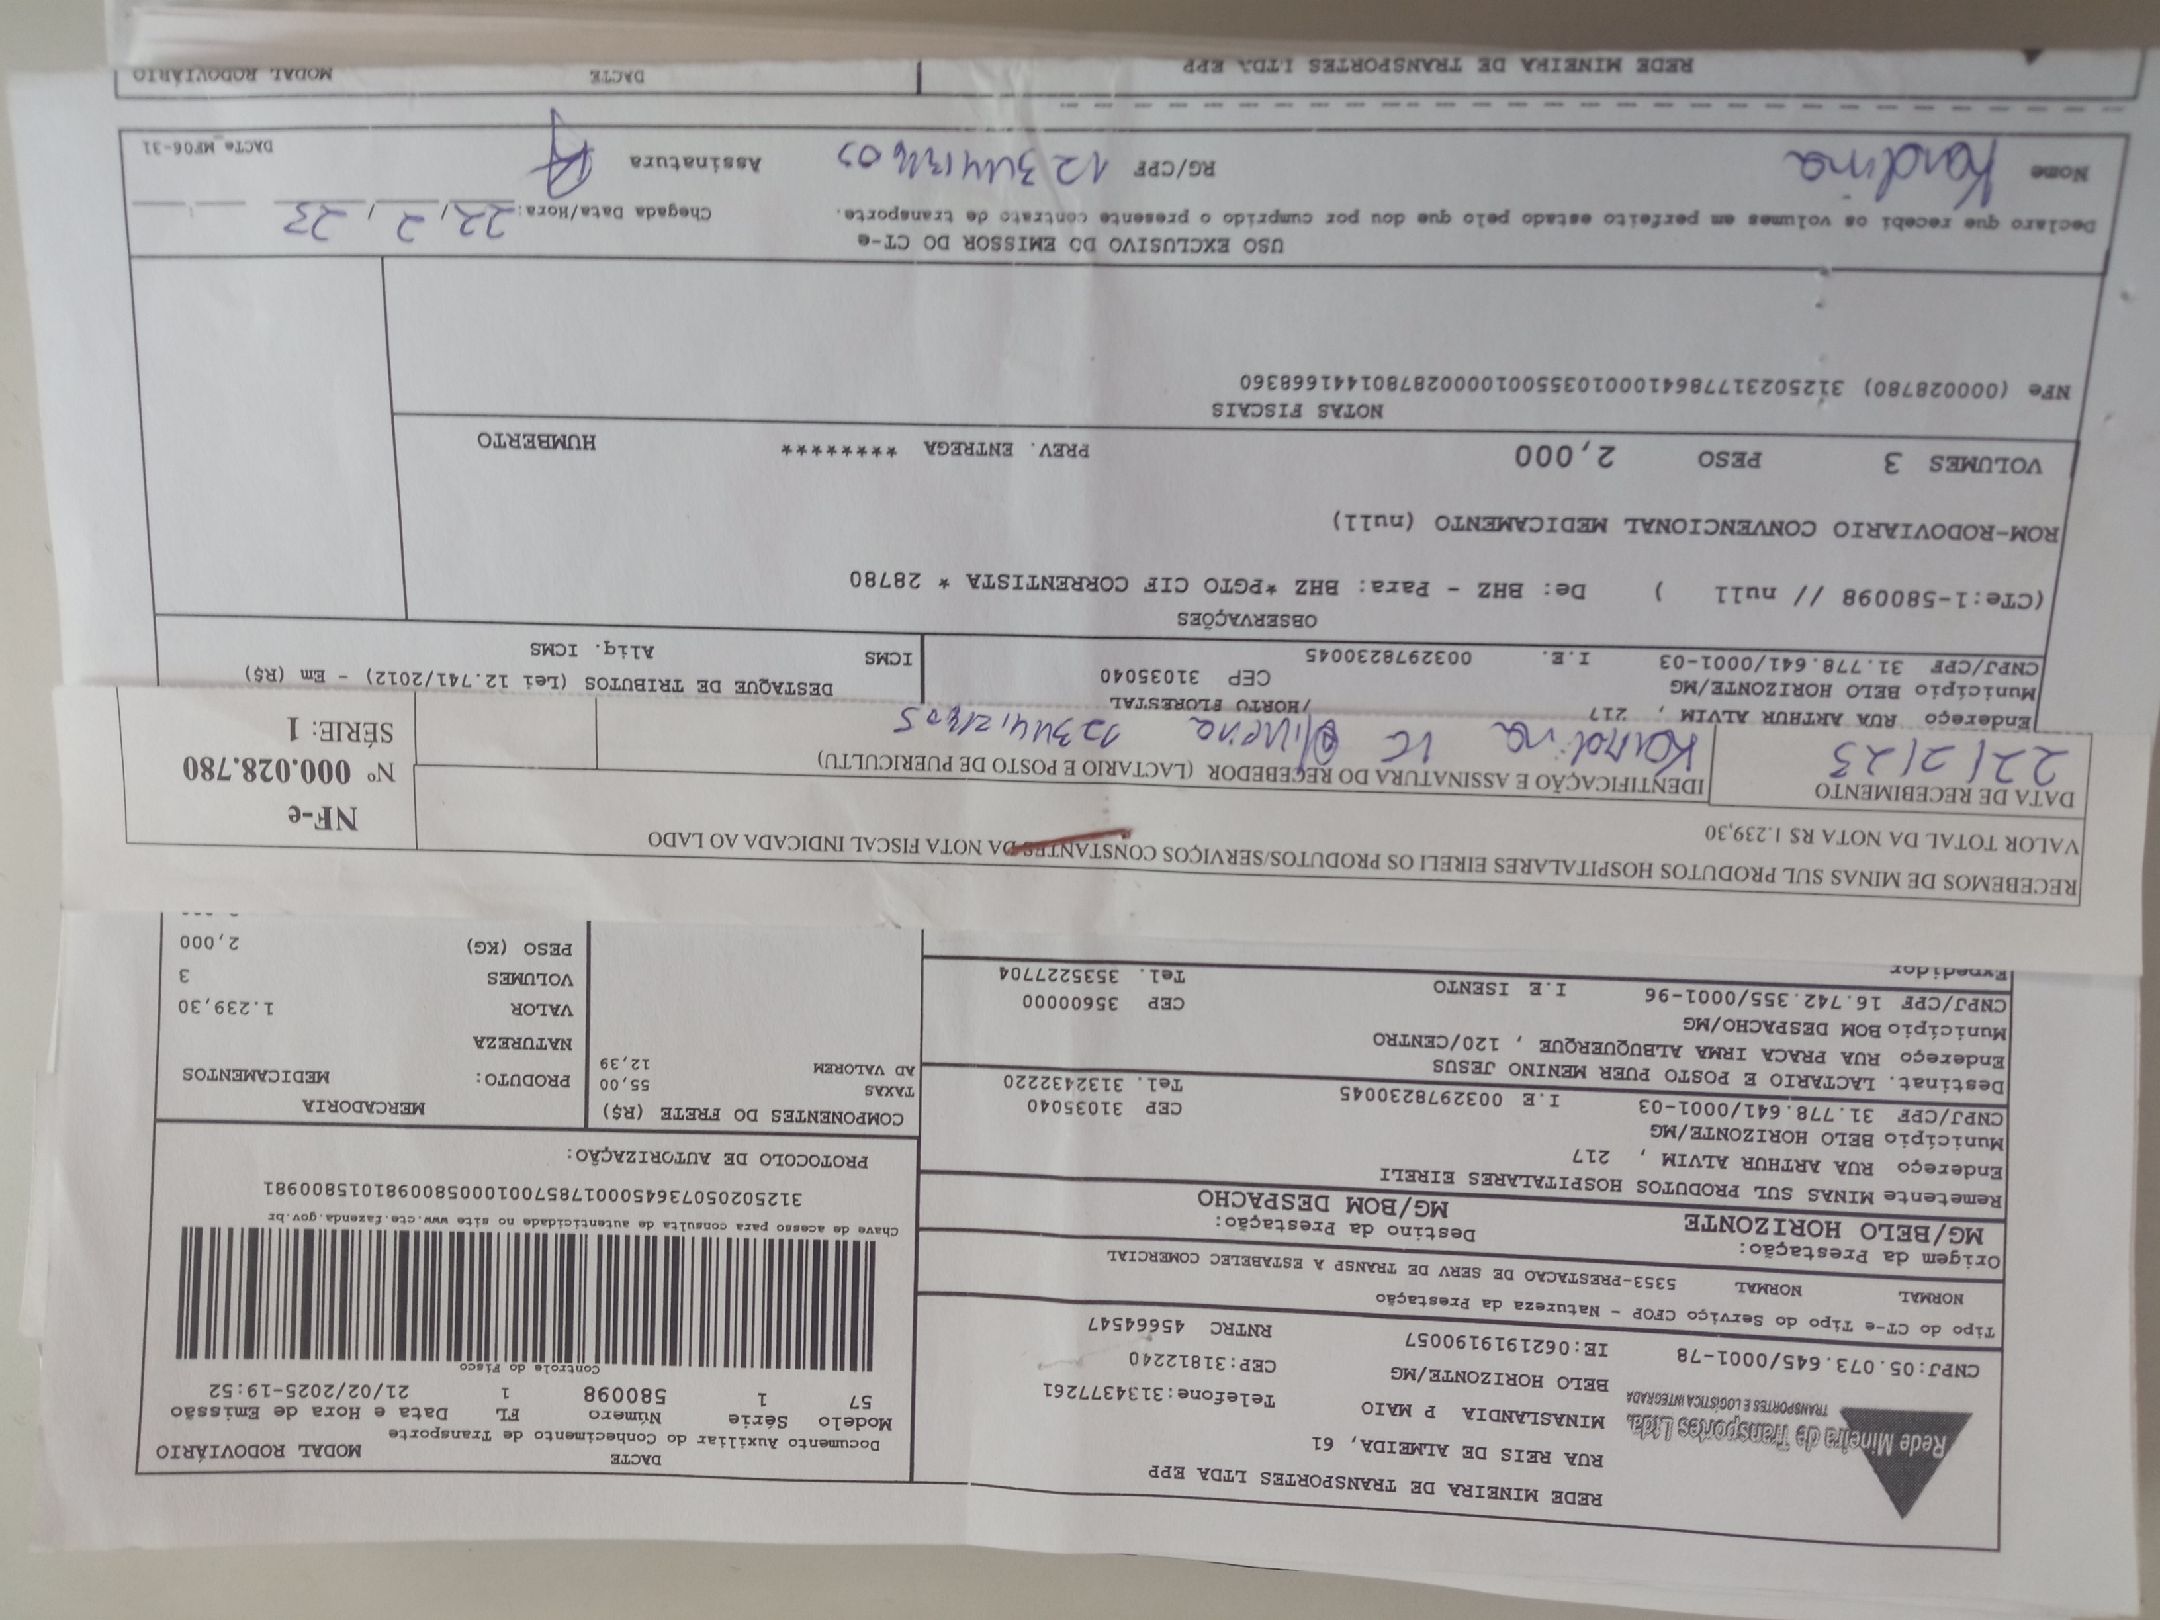 REDE MINEIRA DE TRANSPORTES LTDA EPP
RUA REIS DE ALMEIDA, 61
MINASLANDIA P MAIO Telefone:3134377261
BELO HORIZONTE/MG CEP:31812240
Rede Mineira de Transportes Ltda.
TRANSPORTES E LOGÍSTICA INTEGRADA
CNPJ:05.073.645/0001-78 IE:0621919190057 RNTRC 45664547
DACTE MODAL RODOVIÁRIO
Documento Auxiliar do Conhecimento de Transporte
Modelo Série Número FL Data e Hora de Emissão
57 1 580098 1 21/02/2025-19:52
Controle do Fisco
Tipo do CT-e Tipo do Serviço CFOP - Natureza da Prestação
NORMAL NORMAL 5353-PRESTACAO DE SERV DE TRANSP A ESTABELEC COMERCIAL
Origem da Prestação: Destino da Prestação:
MG/BELO HORIZONTE MG/BOM DESPACHO
Chave de acesso para consulta de autenticidade no site www.cte.fazenda.gov.br
31250205073645000178570010005800981015800981
PROTOCOLO DE AUTORIZAÇÃO:
Remetente MINAS SUL PRODUTOS HOSPITALARES EIRELI
Endereço RUA ARTHUR ALVIM , 217
Município BELO HORIZONTE/MG CEP 31035040
CNPJ/CPF 31.778.641/0001-03 I.E 0032978230045 Tel. 3132432220
Destinat. LACTARIO E POSTO PUER MENINO JESUS
Endereço RUA PRACA IRMA ALBUQUERQUE , 120/CENTRO
Município BOM DESPACHO/MG CEP 35600000
CNPJ/CPF 16.742.355/0001-96 I.E ISENTO Tel. 3535227704
Expedidor
COMPONENTES DO FRETE (R$)
TAXAS 55,00
AD VALOREM 12,39
MERCADORIA
PRODUTO: MEDICAMENTOS
NATUREZA
VALOR 1.239,30
VOLUMES 3
PESO (KG) 2,000
RECEBEMOS DE MINAS SUL PRODUTOS HOSPITALARES EIRELI OS PRODUTOS/SERVIÇOS CONSTANTES DA NOTA FISCAL INDICADA AO LADO
VALOR TOTAL DA NOTA R$ 1.239,30
DATA DE RECEBIMENTO IDENTIFICAÇÃO E ASSINATURA DO RECEBEDOR (LACTARIO E POSTO DE PUERICULTU)
22/2/25
NF-e
Nº 000.028.780
SÉRIE: 1
Endereço RUA ARTHUR ALVIM , 217 /HORTO FLORESTAL
Município BELO HORIZONTE/MG CEP 31035040
CNPJ/CPF 31.778.641/0001-03 I.E. 0032978230045
DESTAQUE DE TRIBUTOS (Lei 12.741/2012) - Em (R$)
ICMS Aliq. ICMS
OBSERVAÇÕES
(CTe:1-580098 // null ) De: BHZ - Para: BHZ *PGTO CIF CORRENTISTA * 28780
ROM-RODOVIARIO CONVENCIONAL MEDICAMENTO (null)
VOLUMES 3 PESO 2,000 PREV. ENTREGA ******** HUMBERTO
NOTAS FISCAIS
NFe (000028780) 31250231778641000103550010000287801441668360
USO EXCLUSIVO DO EMISSOR DO CT-e
Declaro que recebi os volumes em perfeito estado pelo que dou por cumprido o presente contrato de transporte.
Chegada Data/Hora: 22/2/25
Nome RG/CPF Assinatura
DACTe MF06-31
REDE MINEIRA DE TRANSPORTES LTDA EPP
DACTE MODAL RODOVIÁRIO